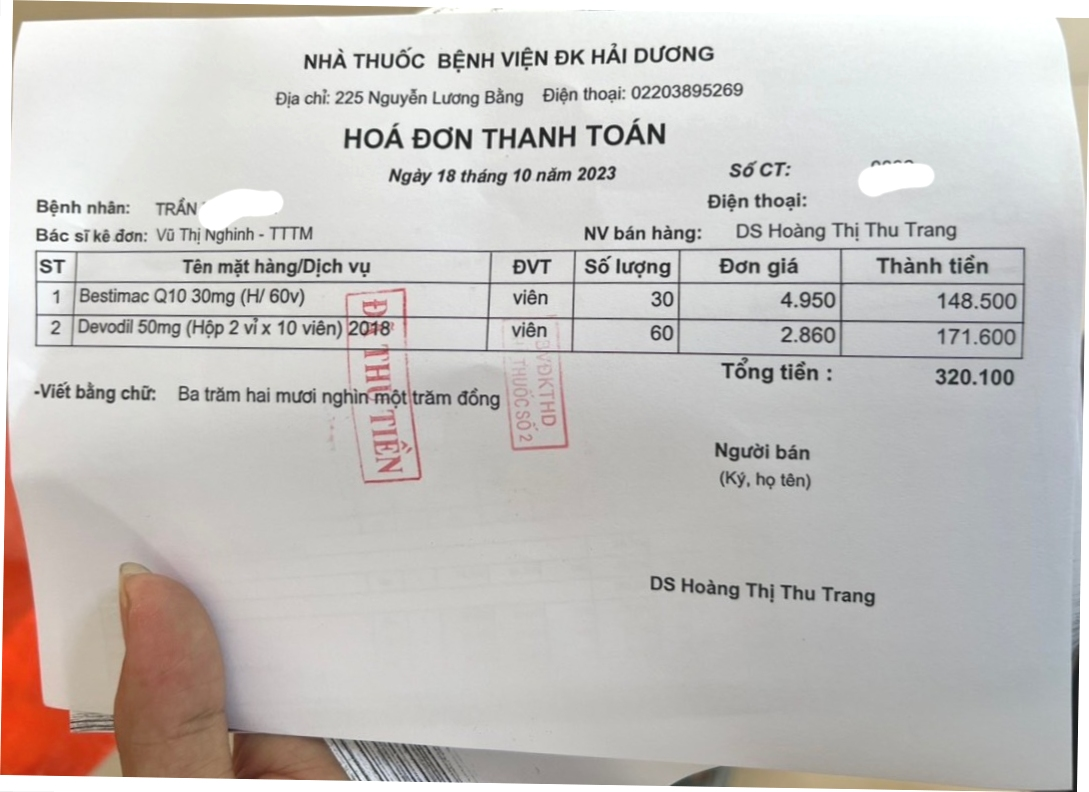 NHÀ THUỐC BỆNH VIỆN ĐK HẢI DƯƠNG
Địa chỉ: 225 Nguyễn Lương Bằng Điện thoại: 02203895269
HOÁ ĐƠN THANH TOÁN
Ngày 18 tháng 10 năm 2023 Số CT:
Bệnh nhân: TRẦN Điện thoại:
Bác sĩ kê đơn: Vũ Thị Nghinh - TTTM NV bán hàng: DS Hoàng Thị Thu Trang
ST Tên mặt hàng/Dịch vụ ĐVT Số lượng Đơn giá Thành tiền
1 Bestimac Q10 30mg (H/ 60v) viên 30 4.950 148.500
2 Devodil 50mg (Hộp 2 vỉ x 10 viên) 2018 viên 60 2.860 171.600
Tổng tiền : 320.100
-Viết bằng chữ: Ba trăm hai mươi nghìn một trăm đồng
ĐÃ THU TIỀN
BVĐKTHD
THUỐC SỐ 2
Người bán
(Ký, họ tên)
DS Hoàng Thị Thu Trang